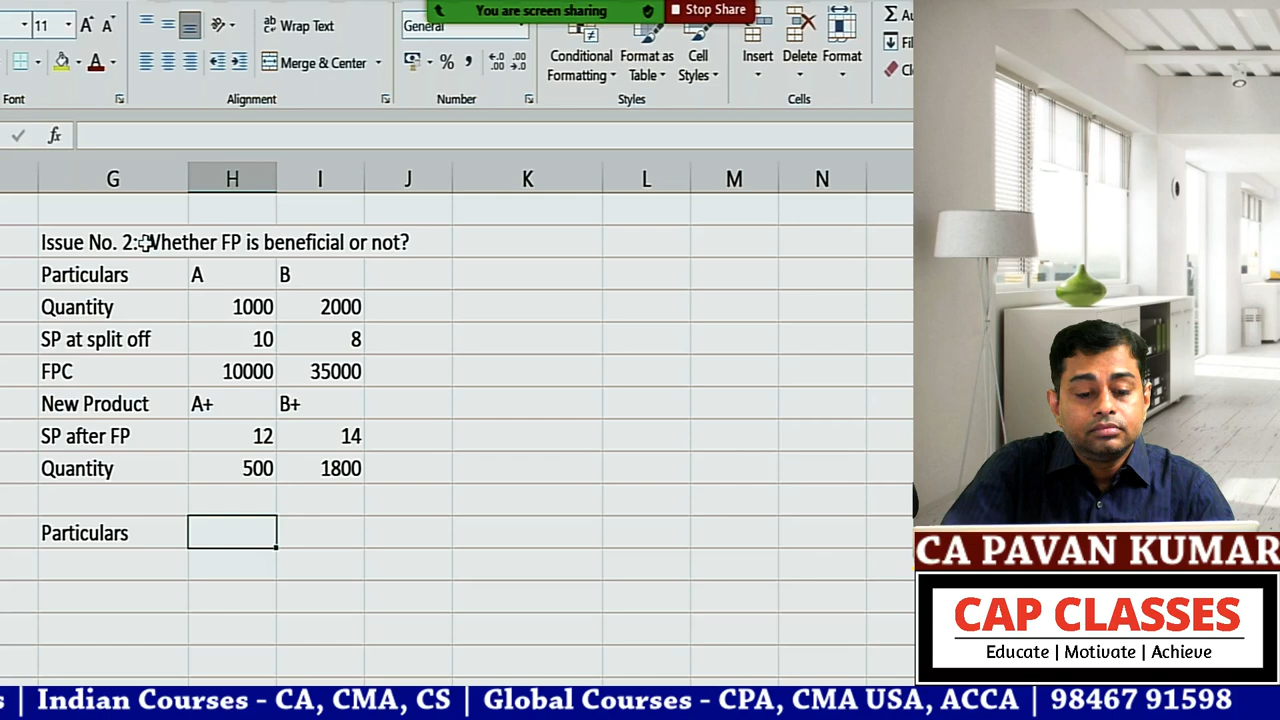 You are screen sharing
Stop Share
11
A A
ab Wrap Text
General
Merge & Center
%
Conditional Formatting
Format as Table
Cell Styles
Insert
Delete
Format
Font
Alignment
Number
Styles
Cells
fx
G H I J K L M N
Issue No. 2: Whether FP is beneficial or not?
Particulars A B
Quantity 1000 2000
SP at split off 10 8
FPC 10000 35000
New Product A+ B+
SP after FP 12 14
Quantity 500 1800
Particulars
CA PAVAN KUMAR
CAP CLASSES
Educate | Motivate | Achieve
| Indian Courses - CA, CMA, CS | Global Courses - CPA, CMA USA, ACCA | 98467 91598